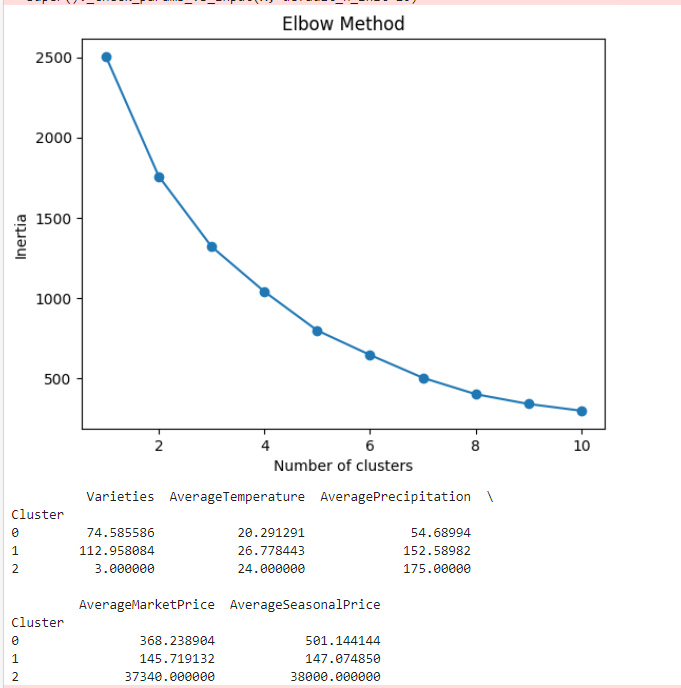 Elbow Method
2500
2000
1500
1000
500
Inertia
2 4 6 8 10
Number of clusters
Varieties AverageTemperature AveragePrecipitation \
Cluster
0 74.585586 20.291291 54.68994
1 112.958084 26.778443 152.58982
2 3.000000 24.000000 175.00000
AverageMarketPrice AverageSeasonalPrice
Cluster
0 368.238904 501.144144
1 145.719132 147.074850
2 37340.000000 38000.000000